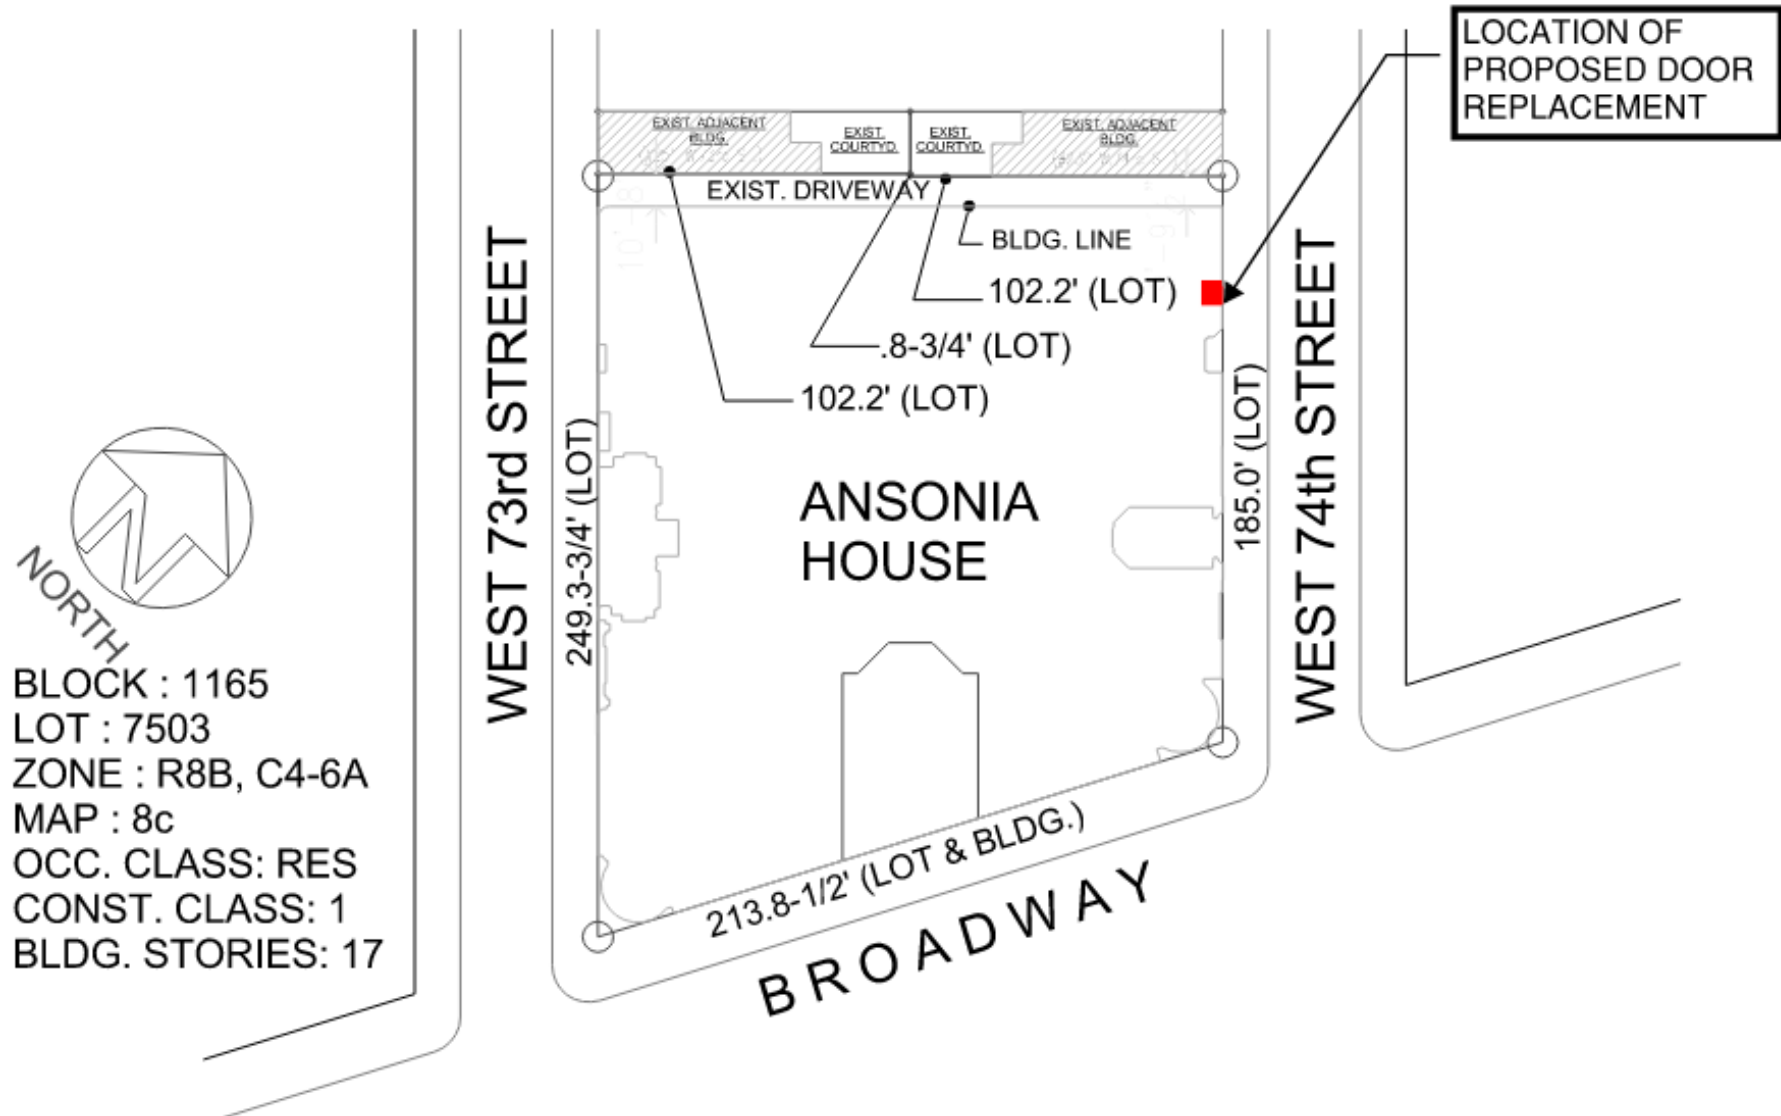 LOCATION OF
PROPOSED DOOR
REPLACEMENT
EXIST. ADJACENT
BLDG.
EXIST.
COURTYD.
EXIST.
COURTYD.
EXIST. ADJACENT
BLDG.
EXIST. DRIVEWAY
BLDG. LINE
102.2' (LOT)
.8-3/4' (LOT)
102.2' (LOT)
WEST 73rd STREET
249.3-3/4' (LOT)
ANSONIA
HOUSE
185.0' (LOT)
WEST 74th STREET
NORTH
BLOCK : 1165
LOT : 7503
ZONE : R8B, C4-6A
MAP : 8c
OCC. CLASS: RES
CONST. CLASS: 1
BLDG. STORIES: 17
213.8-1/2' (LOT & BLDG.)
BROADWAY